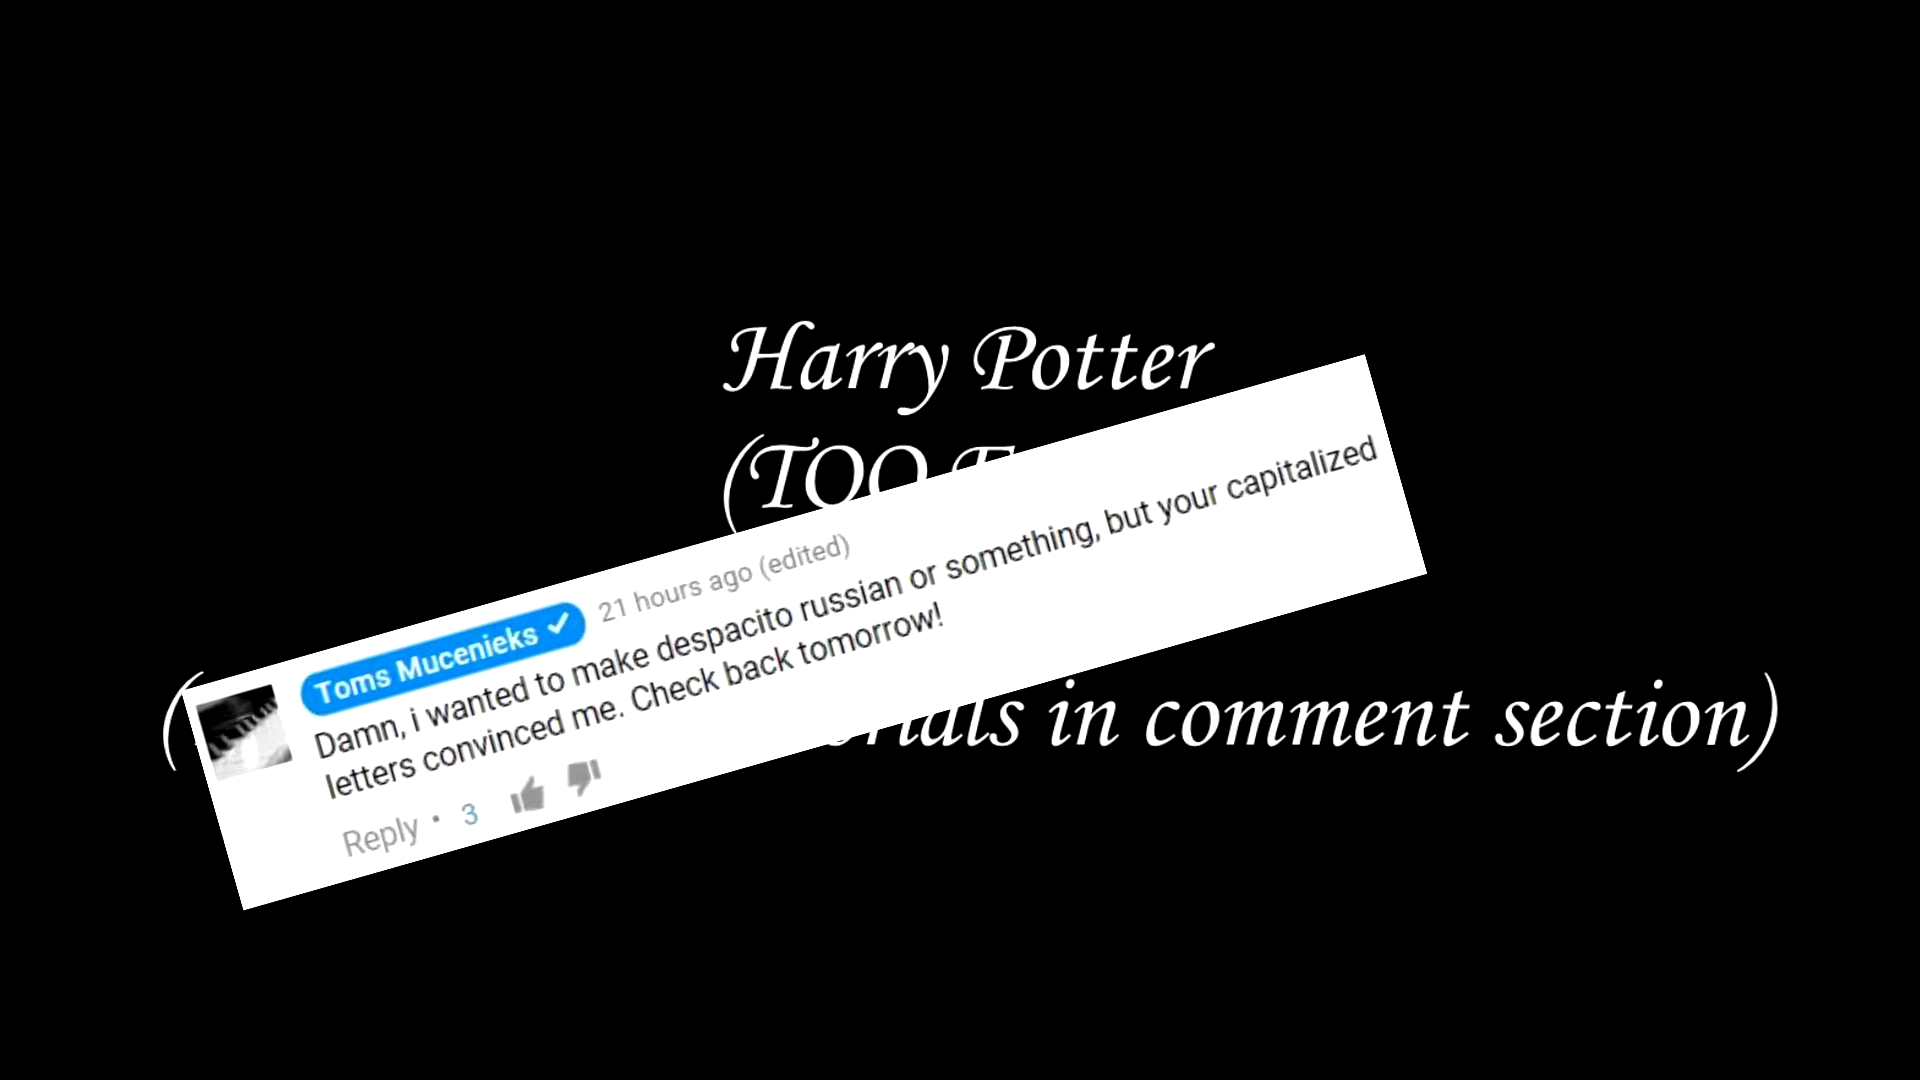 Harry Potter
(TOO
Toms Mucenieks ✓ 21 hours ago (edited)
Damn, i wanted to make despacito russian or something, but your capitalized
letters convinced me. Check back tomorrow!
Reply • 3
in comment section)